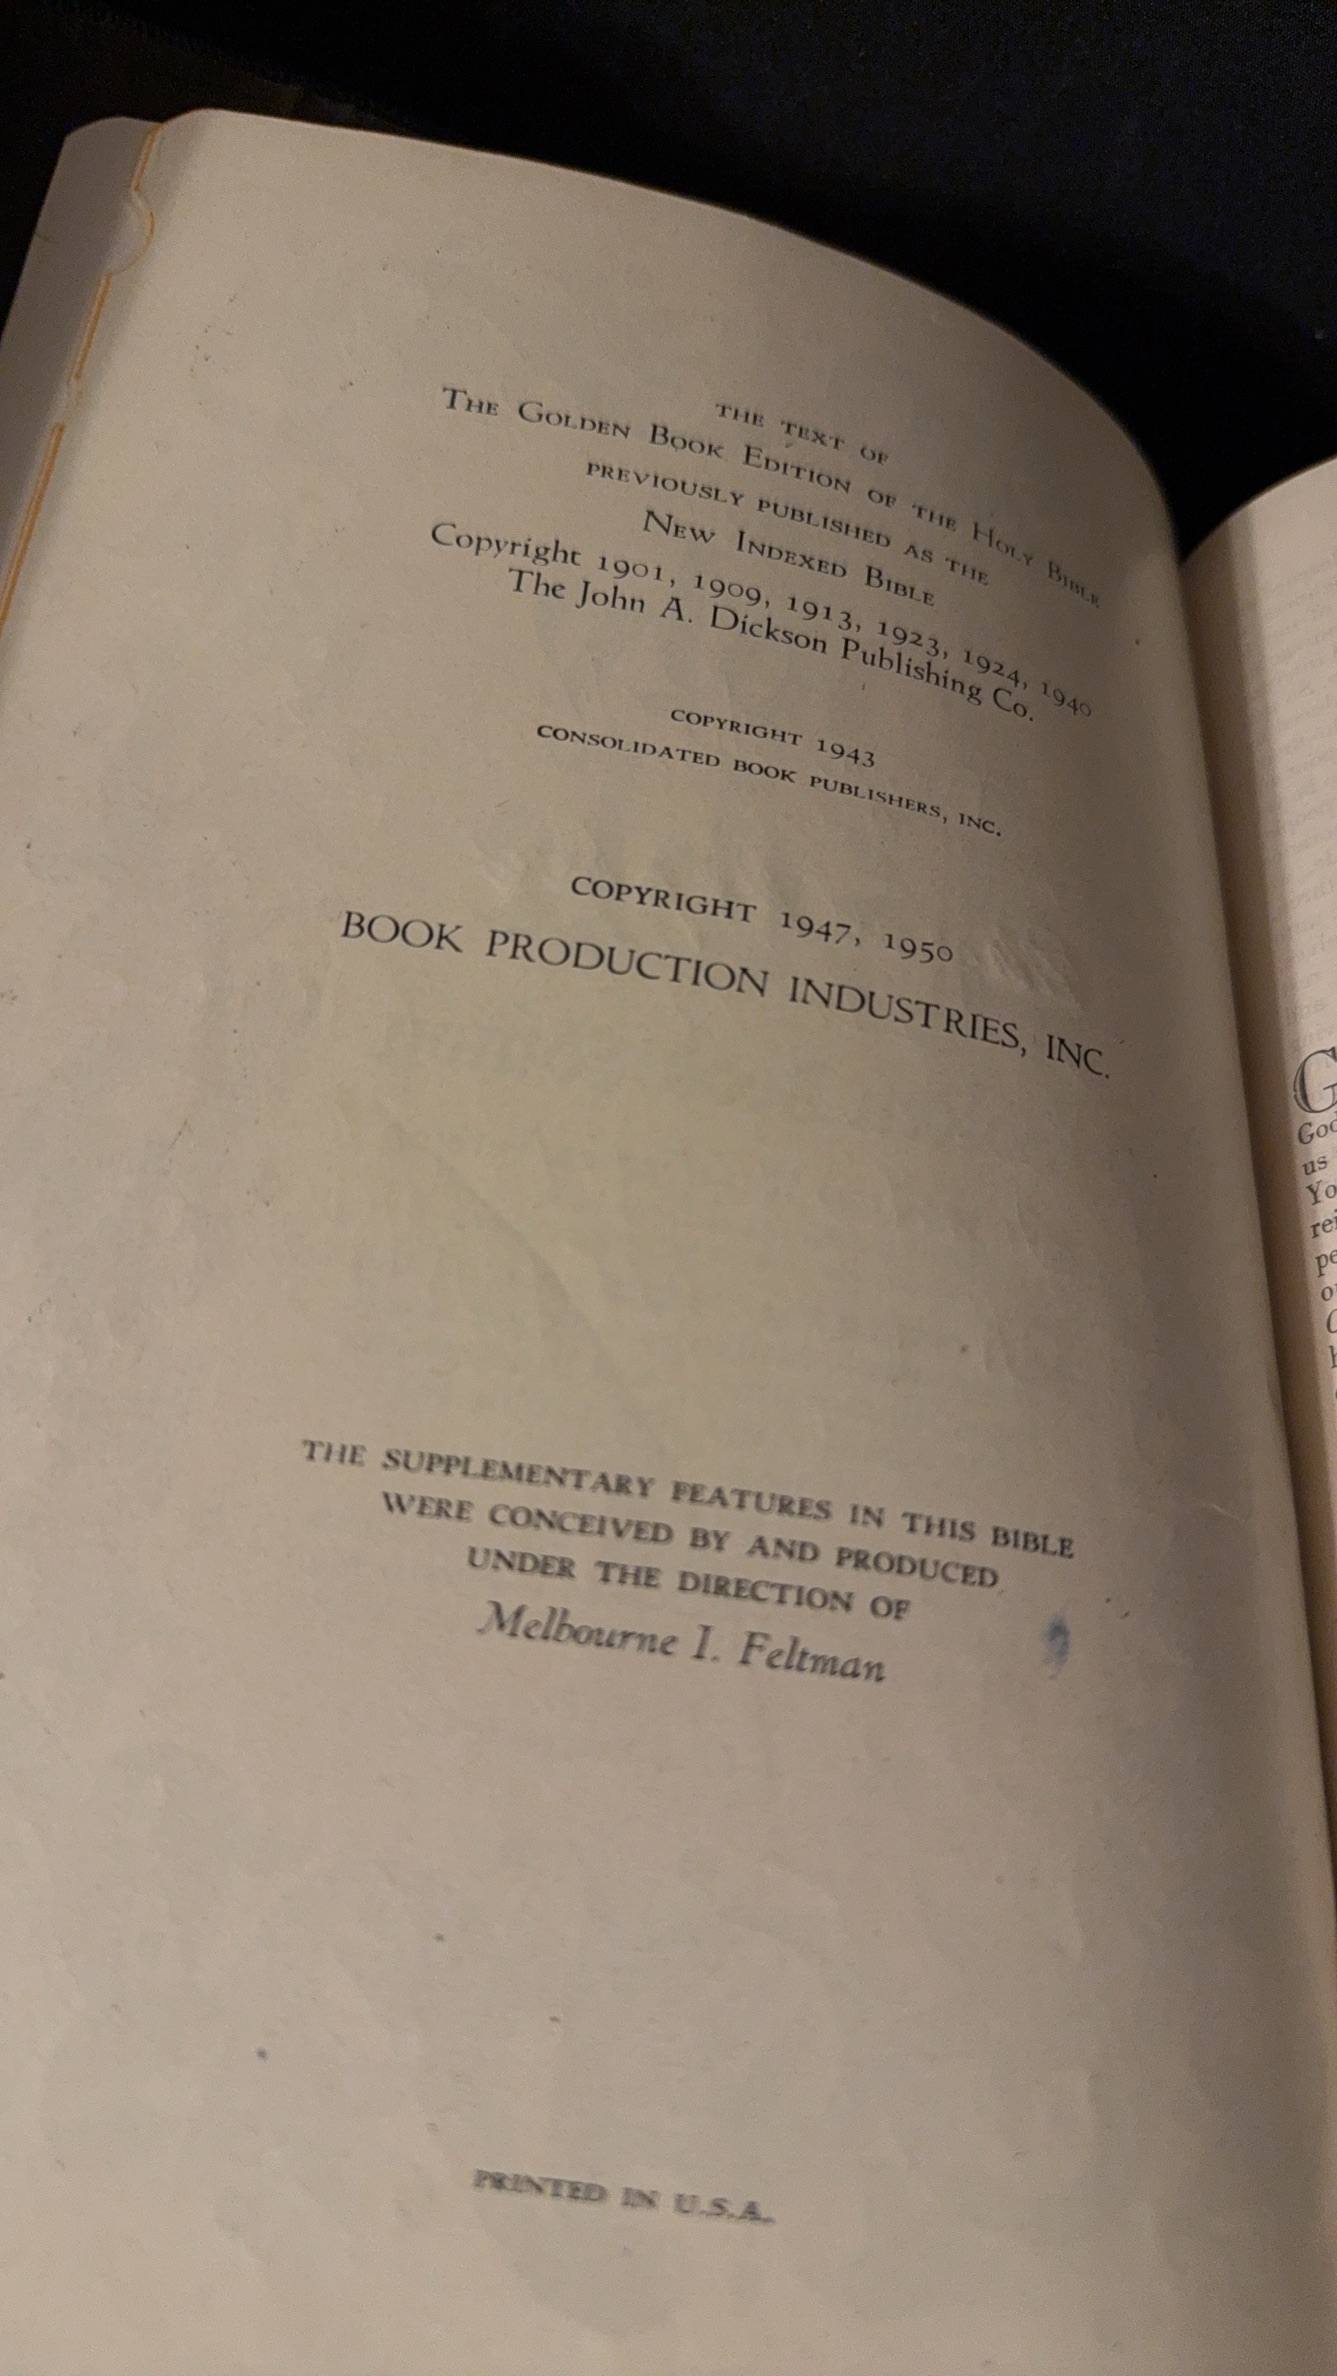 THE TEXT OF
THE GOLDEN BOOK EDITION OF THE HOLY BIBLE
PREVIOUSLY PUBLISHED AS THE
NEW INDEXED BIBLE
Copyright 1901, 1909, 1913, 1923, 1924, 1940
The John A. Dickson Publishing Co.
COPYRIGHT 1943
CONSOLIDATED BOOK PUBLISHERS, INC.
COPYRIGHT 1947, 1950
BOOK PRODUCTION INDUSTRIES, INC.
THE SUPPLEMENTARY FEATURES IN THIS BIBLE
WERE CONCEIVED BY AND PRODUCED
UNDER THE DIRECTION OF
Melbourne I. Feltman
PRINTED IN U.S.A.
us